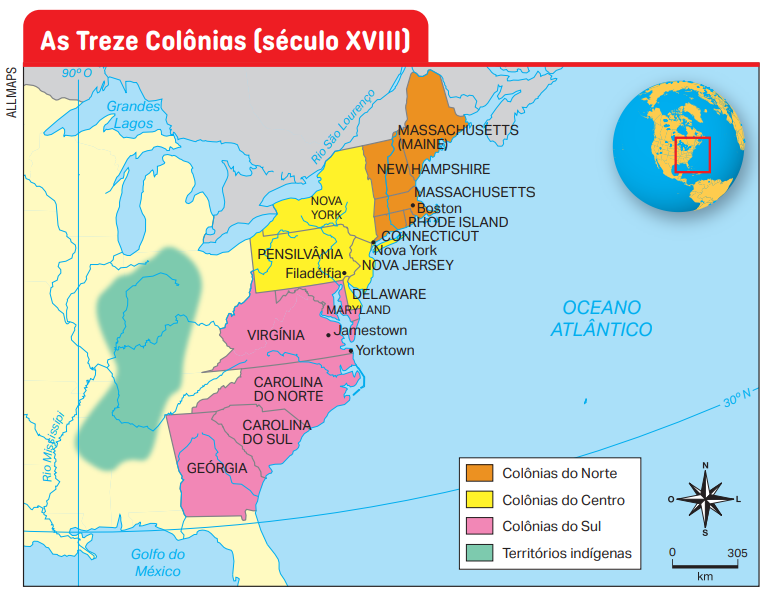 As Treze Colônias (século XVIII)
ALLMAPS
90° O
Grandes
Lagos
Rio São Lourenço
MASSACHUSETTS
(MAINE)
NEW HAMPSHIRE
MASSACHUSETTS
Boston
RHODE ISLAND
CONNECTICUT
Nova York
NOVA
YORK
PENSILVÂNIA
Filadélfia
NOVA JERSEY
DELAWARE
MARYLAND
VIRGÍNIA
Jamestown
Yorktown
CAROLINA
DO NORTE
CAROLINA
DO SUL
GEÓRGIA
Rio Mississípi
OCEANO
ATLÂNTICO
30° N
Golfo do
México
Colônias do Norte
Colônias do Centro
Colônias do Sul
Territórios indígenas
N
O
L
S
0 305
km